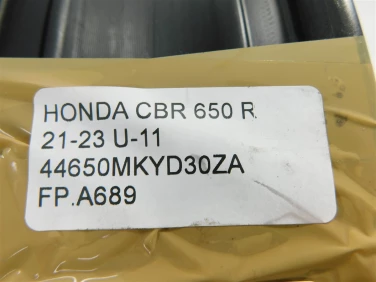 HONDA CBR 650 R
21-23 U-11
44650MKYD30ZA
FP.A689